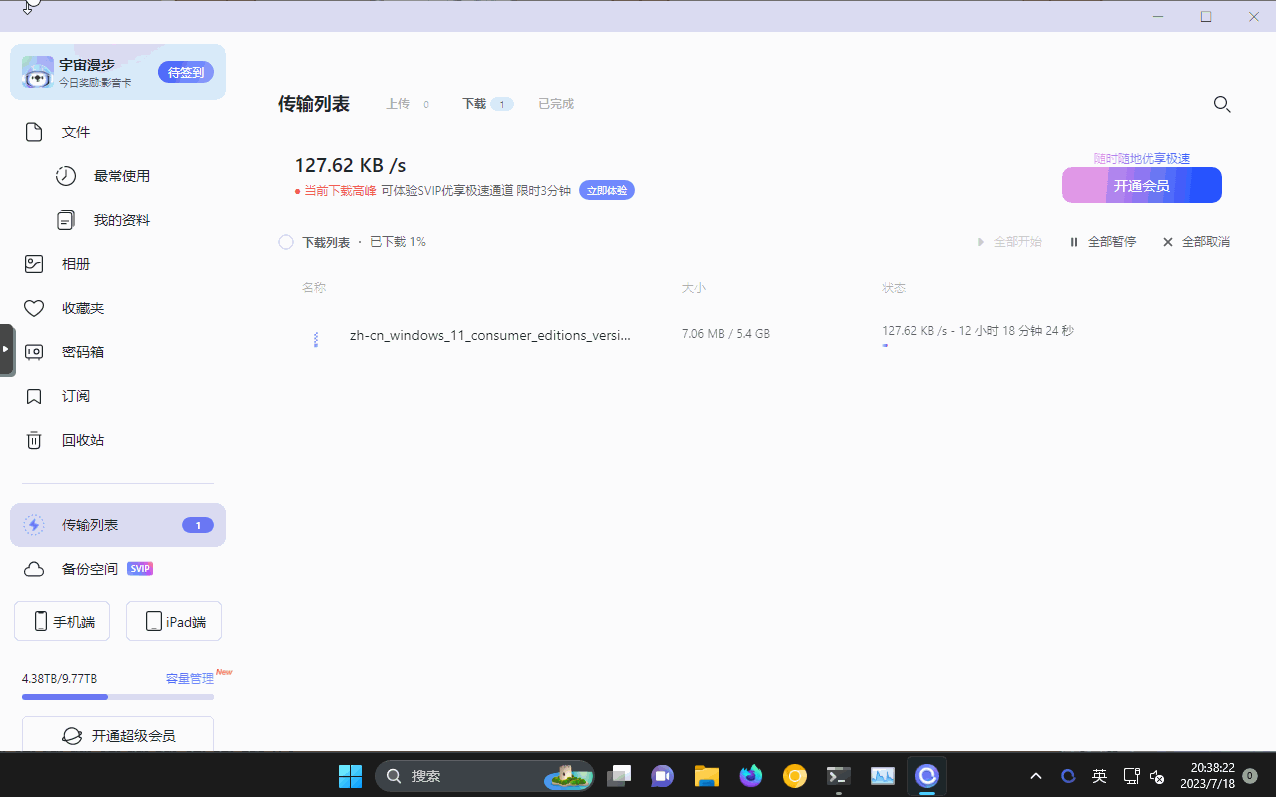 宇宙漫步
今日奖励:影音卡
待签到
文件
最常使用
我的资料
相册
收藏夹
密码箱
订阅
回收站
传输列表
1
备份空间
SVIP
手机端
iPad端
4.38TB/9.77TB
容量管理
New
开通超级会员
传输列表
上传 0
下载 1
已完成
127.62 KB /s
当前下载高峰 可体验SVIP优享极速通道 限时3分钟 立即体验
随时随地优享极速
开通会员
下载列表 · 已下载 1%
全部开始
全部暂停
全部取消
名称
大小
状态
zh-cn_windows_11_consumer_editions_versi...
7.06 MB / 5.4 GB
127.62 KB /s - 12 小时 18 分钟 24 秒
搜索
英
20:38:22
2023/7/18
0